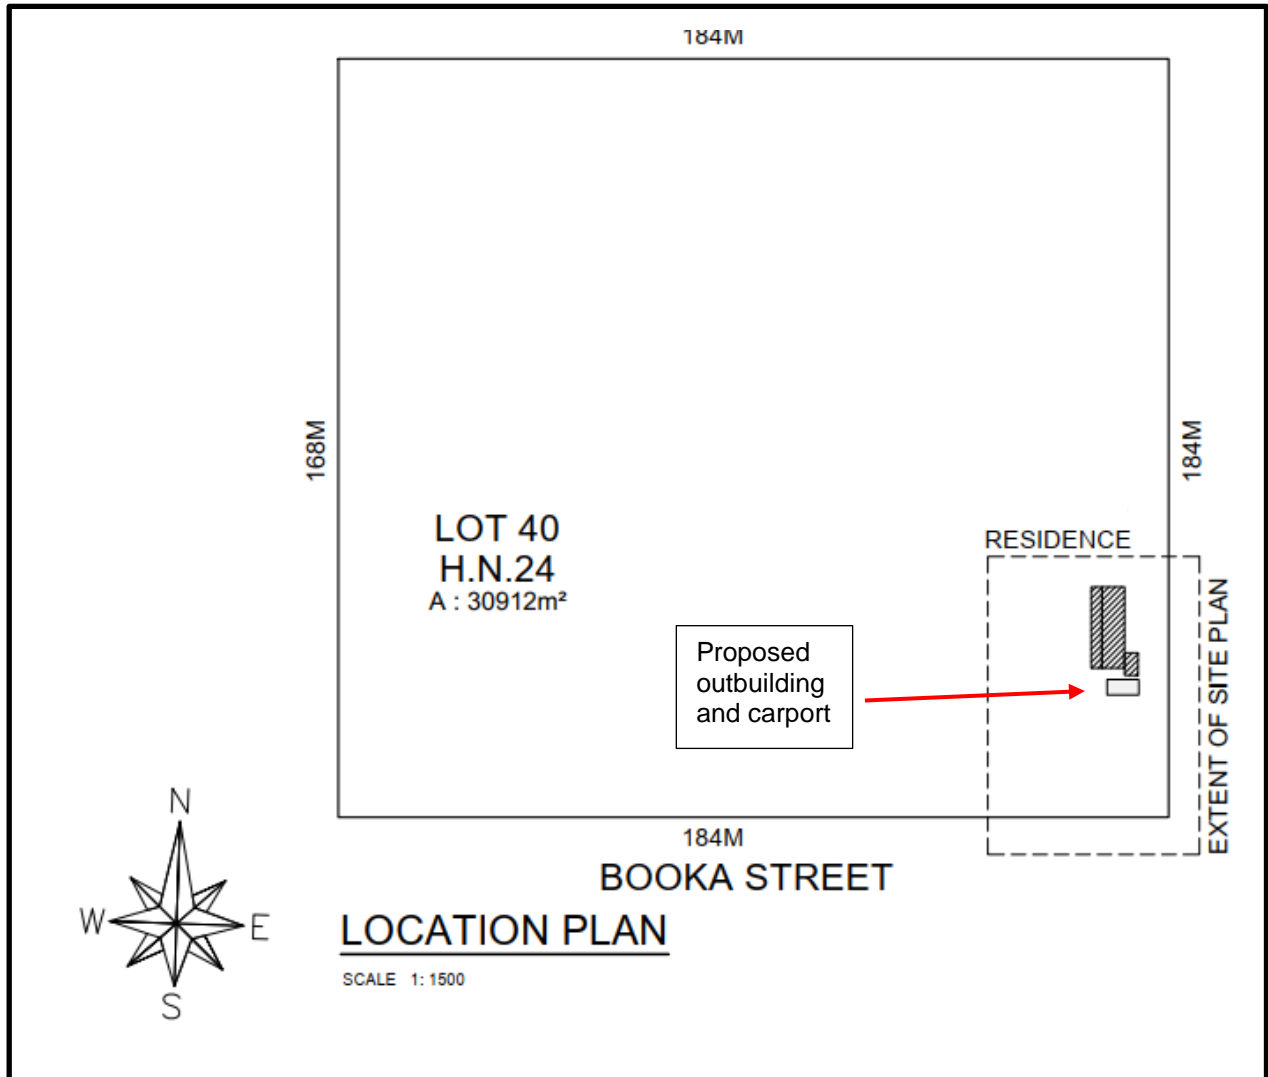 184M
168M
184M
LOT 40
H.N.24
A : 30912m²
RESIDENCE
Proposed
outbuilding
and carport
EXTENT OF SITE PLAN
184M
BOOKA STREET
N
W
E
S
LOCATION PLAN
SCALE 1: 1500